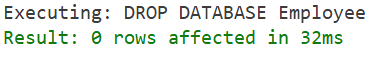 Executing: DROP DATABASE Employee
Result: 0 rows affected in 32ms